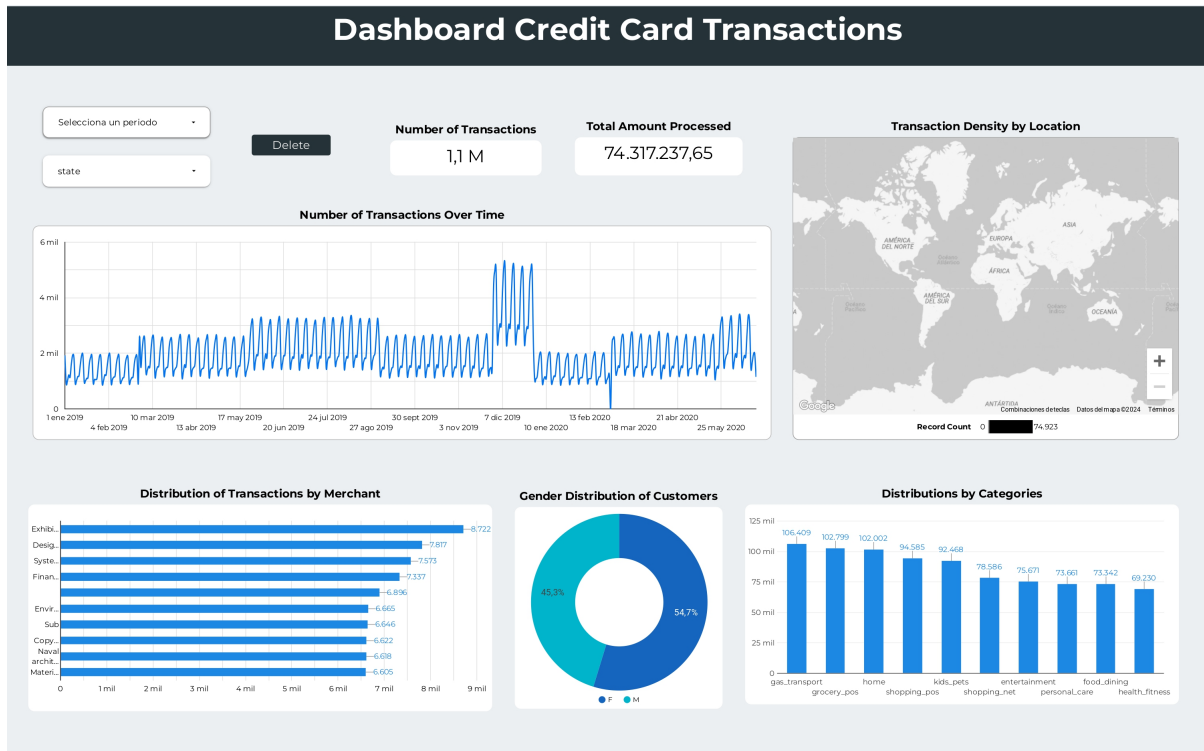 Dashboard Credit Card Transactions
Selecciona un periodo
state
Delete
Number of Transactions
1,1 M
Total Amount Processed
74.317.237,65
Number of Transactions Over Time
6 mil
4 mil
2 mil
0
1 ene 2019
4 feb 2019
10 mar 2019
13 abr 2019
17 may 2019
20 jun 2019
24 jul 2019
27 ago 2019
30 sept 2019
3 nov 2019
7 dic 2019
10 ene 2020
13 feb 2020
18 mar 2020
21 abr 2020
25 may 2020
Transaction Density by Location
AMÉRICA
DEL NORTE
EUROPA
ASIA
ÁFRICA
AMÉRICA
DEL SUR
OCEANÍA
Océano
Atlántico
Océano
Pacífico
Océano
Índico
A
ANTÁRTIDA
+
−
Google
Combinaciones de teclas
Datos del mapa ©2024
Términos
Record Count
0
74.923
Distribution of Transactions by Merchant
Exhibi...
8.722
Desig...
7.817
Syste...
7.573
Finan...
7.337
6.896
Envir...
6.665
Sub
6.646
Copy...
6.622
Naval
archit...
6.618
Materi...
6.605
0
1 mil
2 mil
3 mil
4 mil
5 mil
6 mil
7 mil
8 mil
9 mil
Gender Distribution of Customers
45,3%
54,7%
F
M
Distributions by Categories
125 mil
100 mil
75 mil
50 mil
25 mil
0
106.409
102.799
102.002
94.585
92.468
78.586
75.671
73.661
73.342
69.230
gas_transport
grocery_pos
home
shopping_pos
kids_pets
shopping_net
entertainment
personal_care
food_dining
health_fitness